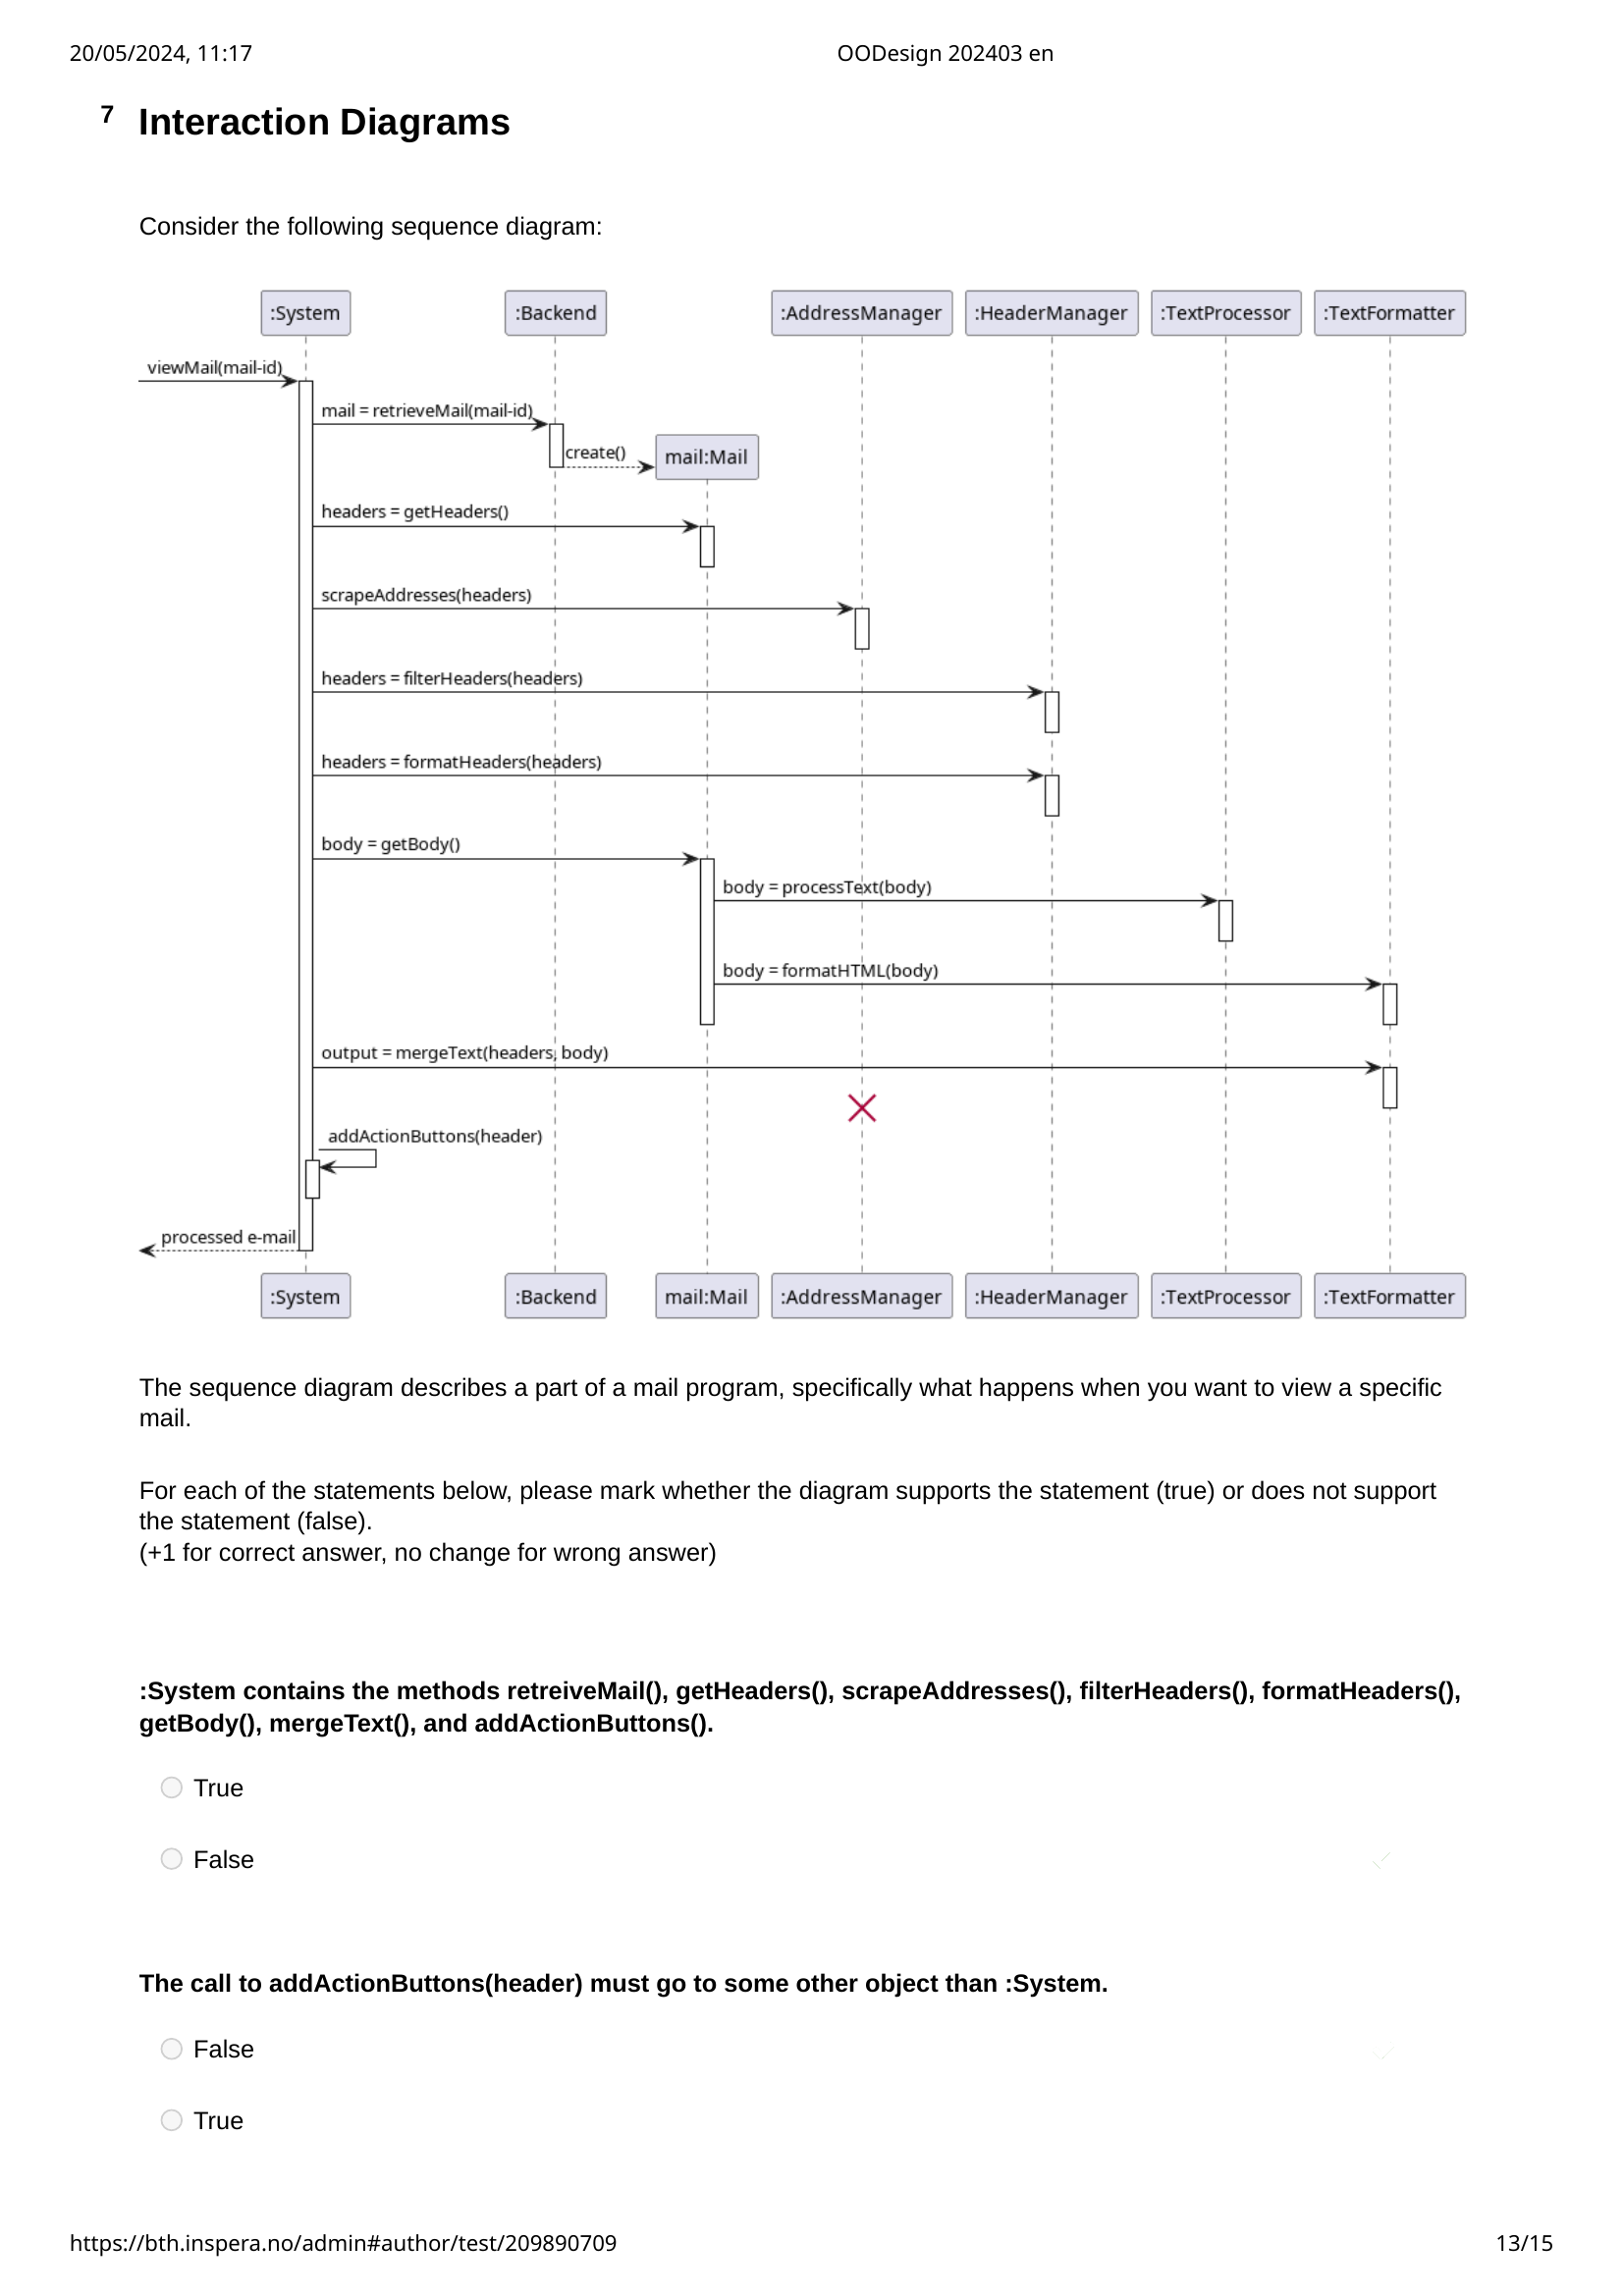 20/05/2024, 11:17 OODesign 202403 en
7 Interaction Diagrams
Consider the following sequence diagram:
:System :Backend :AddressManager :HeaderManager :TextProcessor :TextFormatter
viewMail(mail-id)
mail = retrieveMail(mail-id)
create() mail:Mail
headers = getHeaders()
scrapeAddresses(headers)
headers = filterHeaders(headers)
headers = formatHeaders(headers)
body = getBody()
body = processText(body)
body = formatHTML(body)
output = mergeText(headers, body)
addActionButtons(header)
processed e-mail
:System :Backend mail:Mail :AddressManager :HeaderManager :TextProcessor :TextFormatter
The sequence diagram describes a part of a mail program, specifically what happens when you want to view a specific
mail.
For each of the statements below, please mark whether the diagram supports the statement (true) or does not support
the statement (false).
(+1 for correct answer, no change for wrong answer)
:System contains the methods retreiveMail(), getHeaders(), scrapeAddresses(), filterHeaders(), formatHeaders(),
getBody(), mergeText(), and addActionButtons().
True
False
The call to addActionButtons(header) must go to some other object than :System.
False
True
https://bth.inspera.no/admin#author/test/209890709 13/15